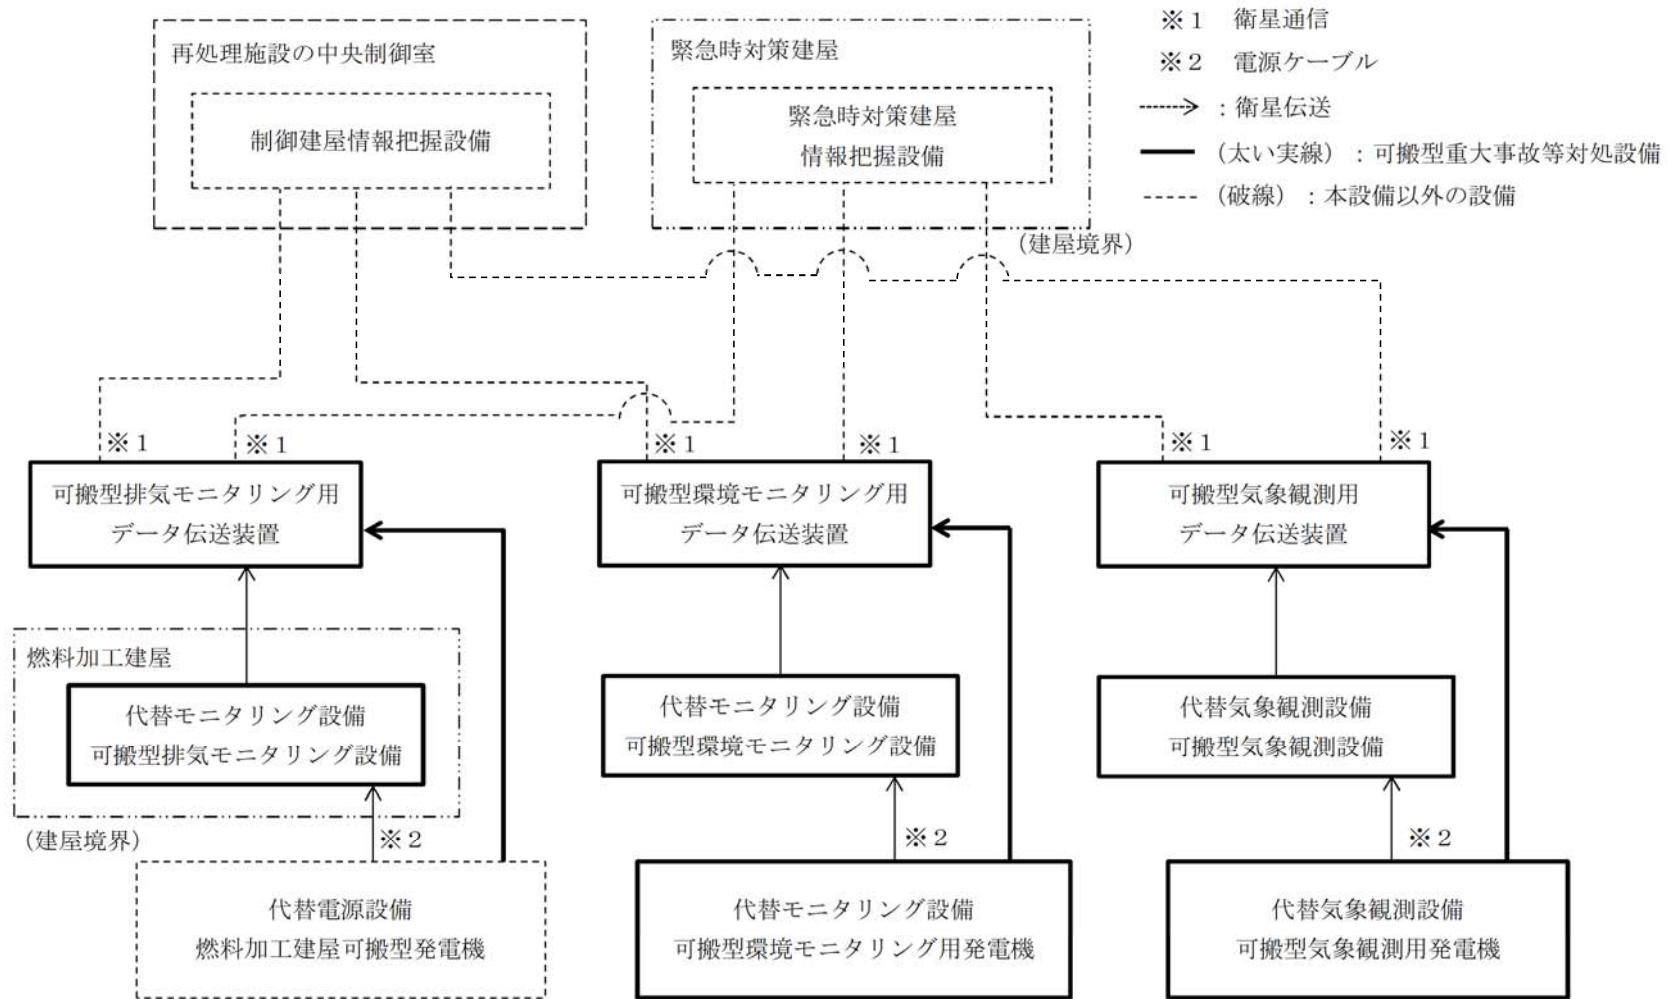 再処理施設の中央制御室
制御建屋情報把握設備
緊急時対策建屋
緊急時対策建屋
情報把握設備
(建屋境界)
※1 衛星通信
※2 電源ケーブル
:衛星伝送
(太い実線):可搬型重大事故等対処設備
(破線):本設備以外の設備
※1
※1
※1
※1
※1
※1
可搬型排気モニタリング用
データ伝送装置
可搬型環境モニタリング用
データ伝送装置
可搬型気象観測用
データ伝送装置
燃料加工建屋
代替モニタリング設備
可搬型排気モニタリング設備
(建屋境界)
代替モニタリング設備
可搬型環境モニタリング設備
代替気象観測設備
可搬型気象観測設備
※2
※2
※2
代替電源設備
燃料加工建屋可搬型発電機
代替モニタリング設備
可搬型環境モニタリング用発電機
代替気象観測設備
可搬型気象観測用発電機